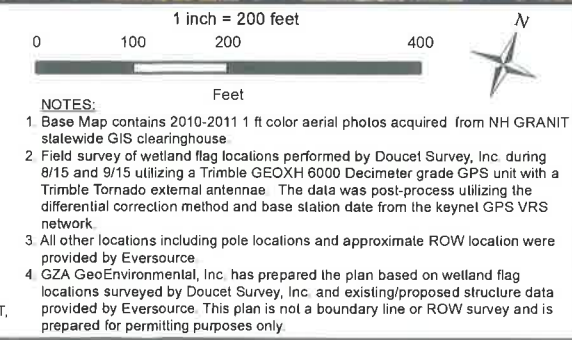 1 inch = 200 feet
N
0 100 200 400
Feet
NOTES:
1. Base Map contains 2010-2011 1 ft color aerial photos acquired from NH GRANIT
statewide GIS clearinghouse.
2. Field survey of wetland flag locations performed by Doucet Survey, Inc. during
8/15 and 9/15 utilizing a Trimble GEOXH 6000 Decimeter grade GPS unit with a
Trimble Tornado external antennae. The data was post-process utilizing the
differential correction method and base station date from the keynet GPS VRS
network.
3. All other locations including pole locations and approximate ROW location were
provided by Eversource.
4. GZA GeoEnvironmental, Inc. has prepared the plan based on wetland flag
locations surveyed by Doucet Survey, Inc. and existing/proposed structure data
T, provided by Eversource. This plan is not a boundary line or ROW survey and is
prepared for permitting purposes only.